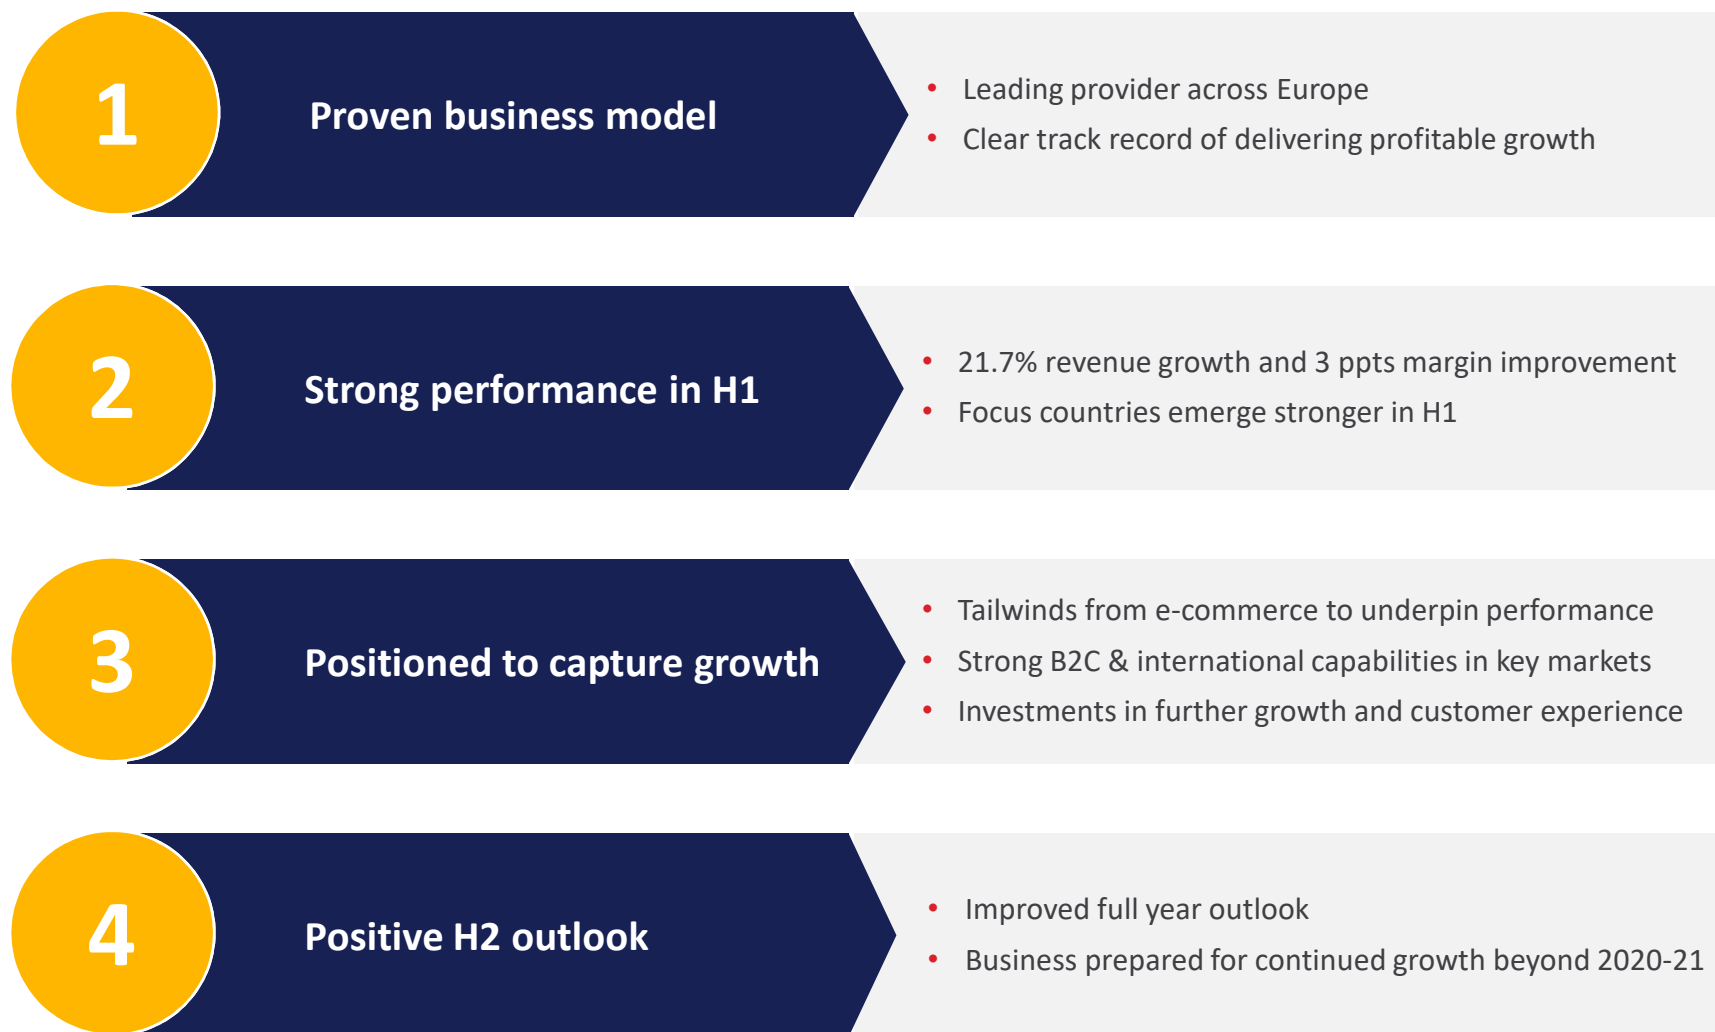 1
Proven business model
• Leading provider across Europe
• Clear track record of delivering profitable growth
2
Strong performance in H1
• 21.7% revenue growth and 3 ppts margin improvement
• Focus countries emerge stronger in H1
3
Positioned to capture growth
• Tailwinds from e-commerce to underpin performance
• Strong B2C & international capabilities in key markets
• Investments in further growth and customer experience
4
Positive H2 outlook
• Improved full year outlook
• Business prepared for continued growth beyond 2020-21